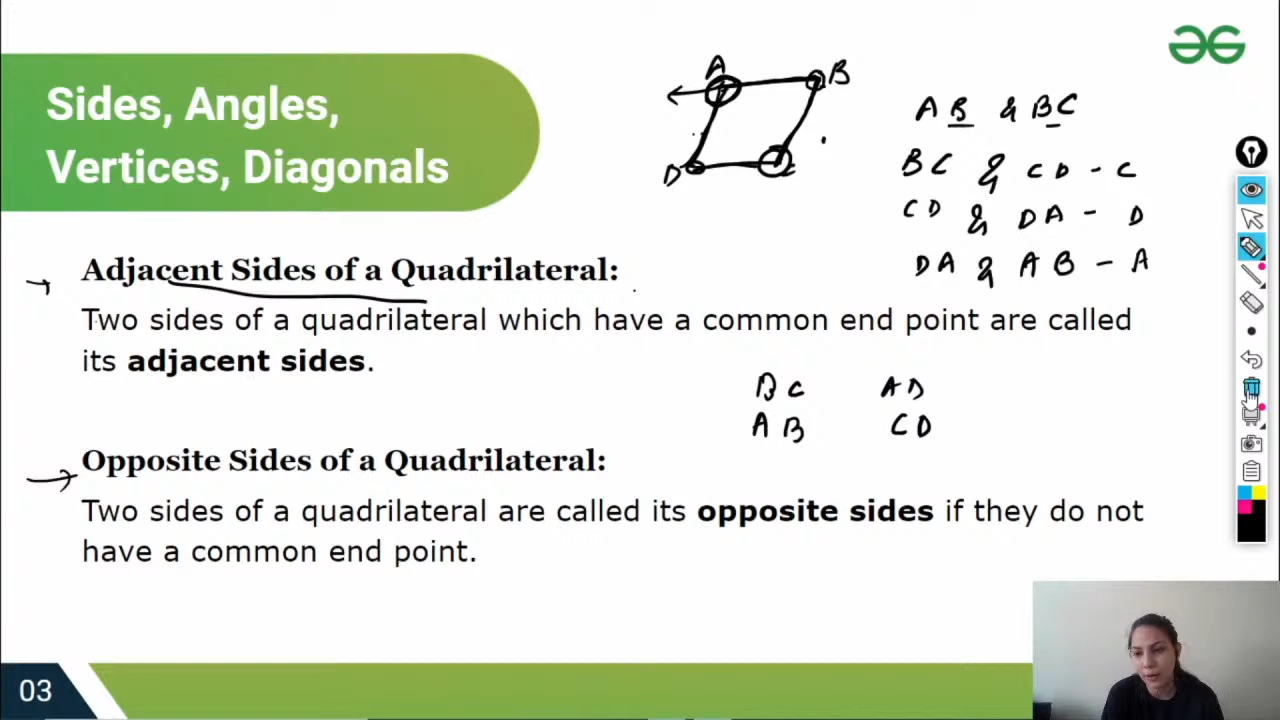 Sides, Angles,
Vertices, Diagonals
A
B
D
C
AB & BC
BC & CD - C
CD & DA - D
DA & AB - A
Adjacent Sides of a Quadrilateral:
Two sides of a quadrilateral which have a common end point are called
its adjacent sides.
BC AD
AB CD
Opposite Sides of a Quadrilateral:
Two sides of a quadrilateral are called its opposite sides if they do not
have a common end point.
03